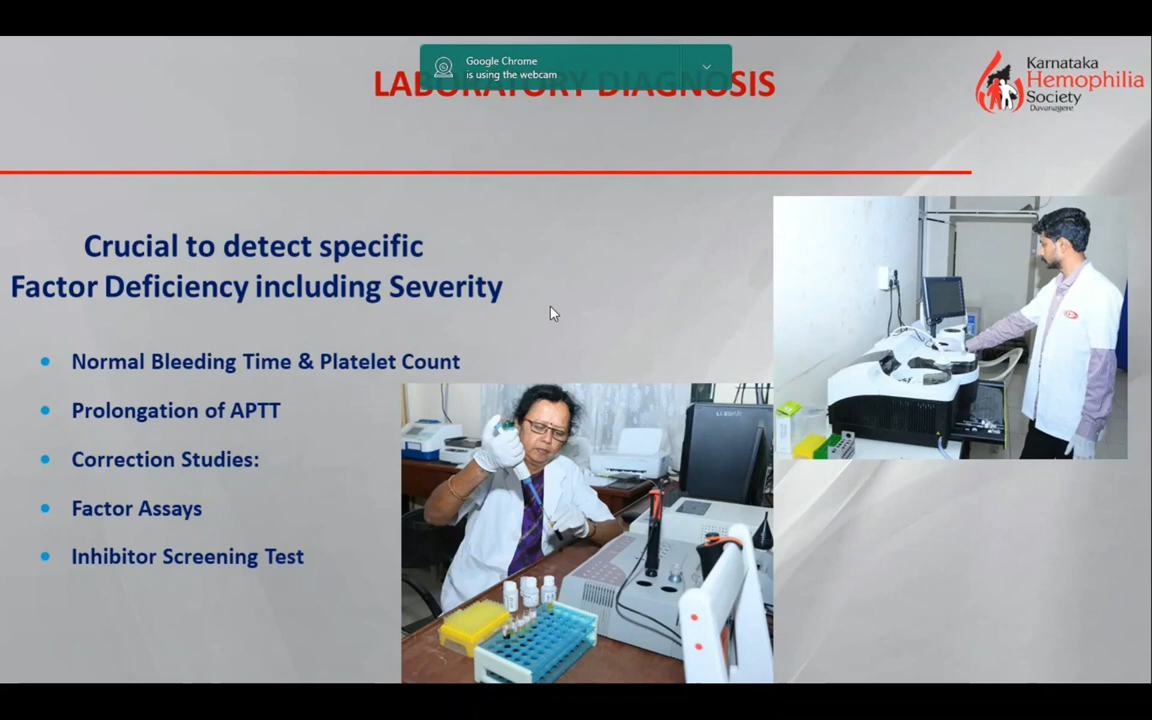 Google Chrome
is using the webcam
LABORATORY DIAGNOSIS
Karnataka
Hemophilia
Society
Davanagere
Crucial to detect specific
Factor Deficiency including Severity
Normal Bleeding Time & Platelet Count
Prolongation of APTT
Correction Studies:
Factor Assays
Inhibitor Screening Test